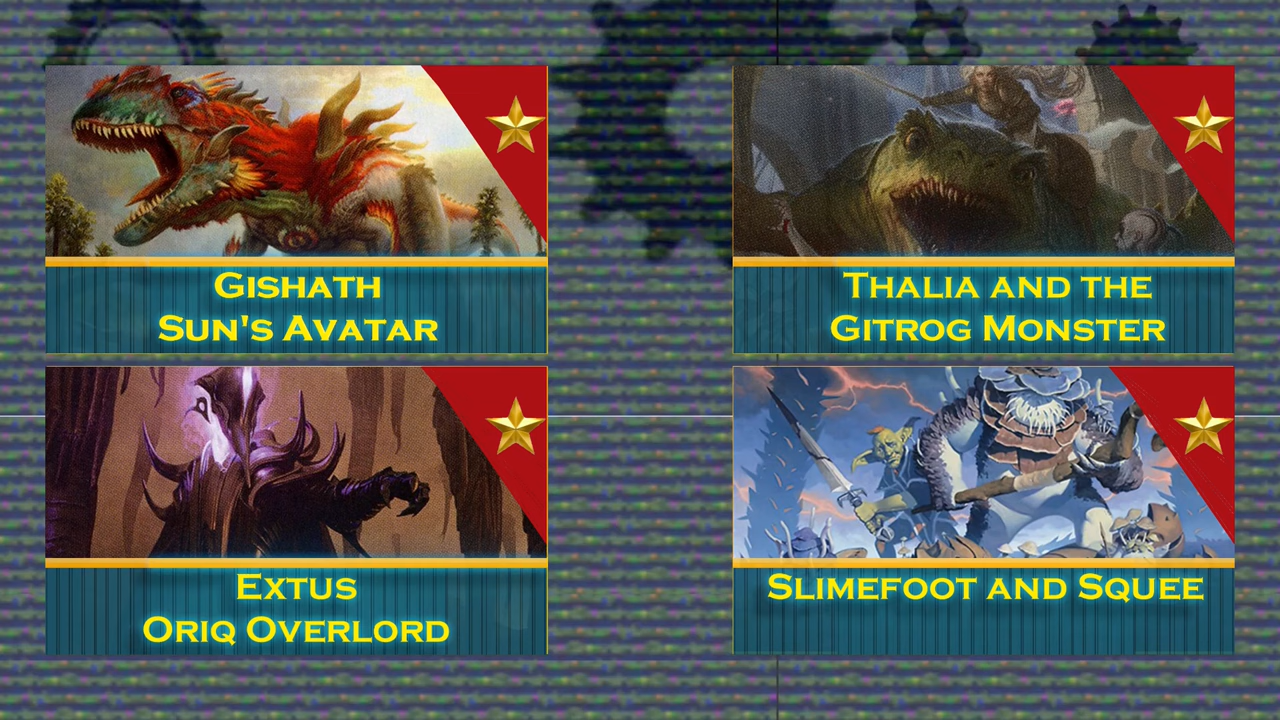 Gishath
Sun's Avatar
Thalia and the
Gitrog Monster
Extus
Oriq Overlord
Slimefoot and Squee